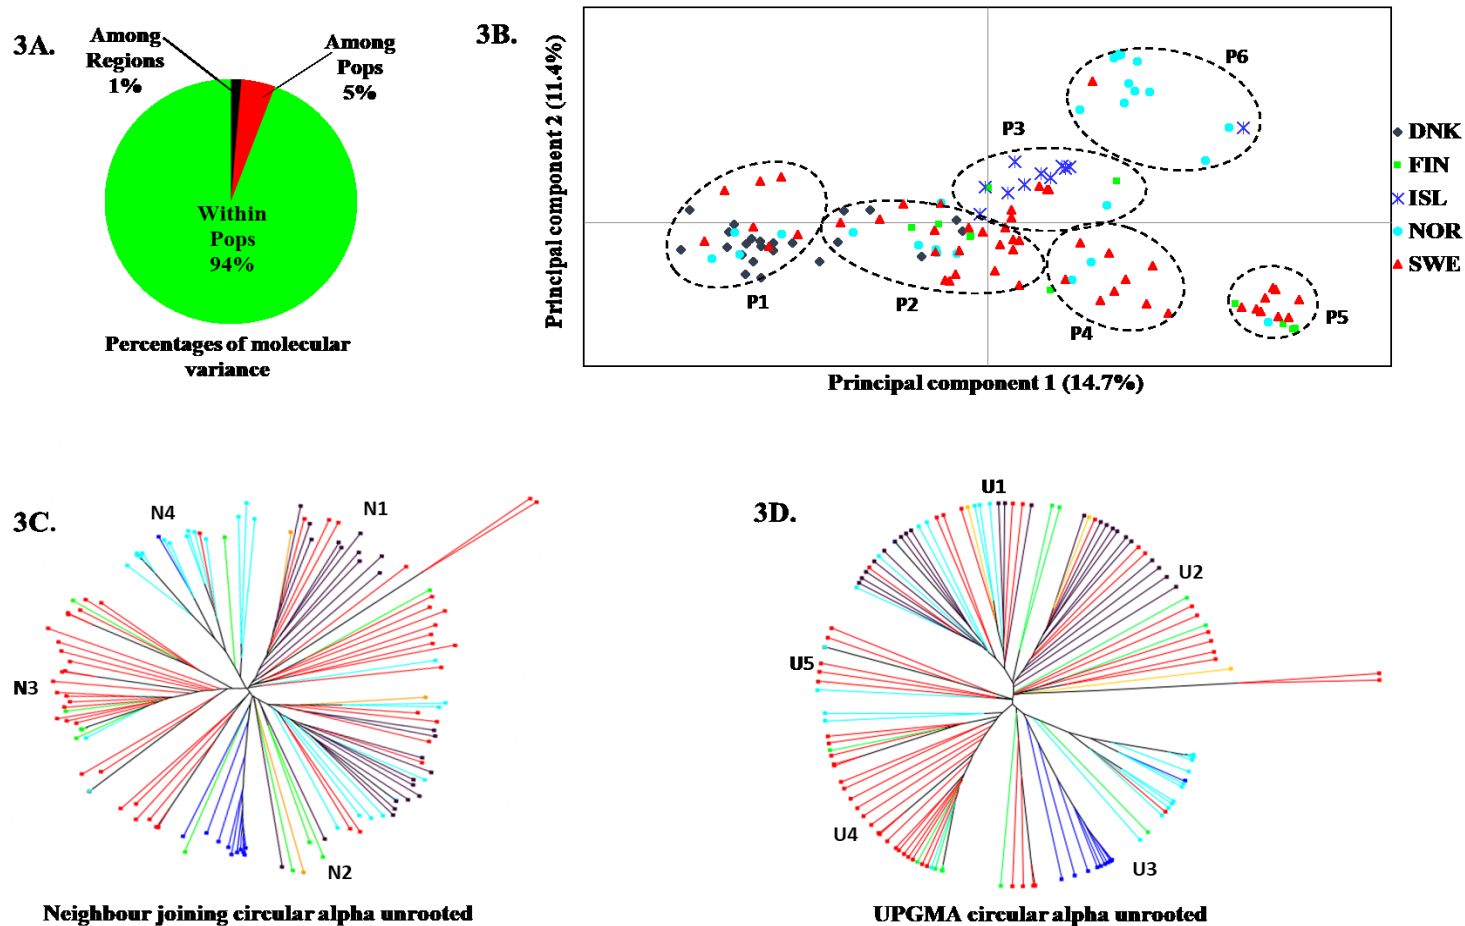 3A.
Among
Regions
1%
Among
Pops
5%
Within
Pops
94%
Percentages of molecular
variance
3B.
Principal component 2 (11.4%)
P6
P3
P1
P2
P4
P5
DNK
FIN
ISL
NOR
SWE
Principal component 1 (14.7%)
3C.
N4
N1
N3
N2
Neighbour joining circular alpha unrooted
3D.
U1
U2
U5
U4
U3
UPGMA circular alpha unrooted